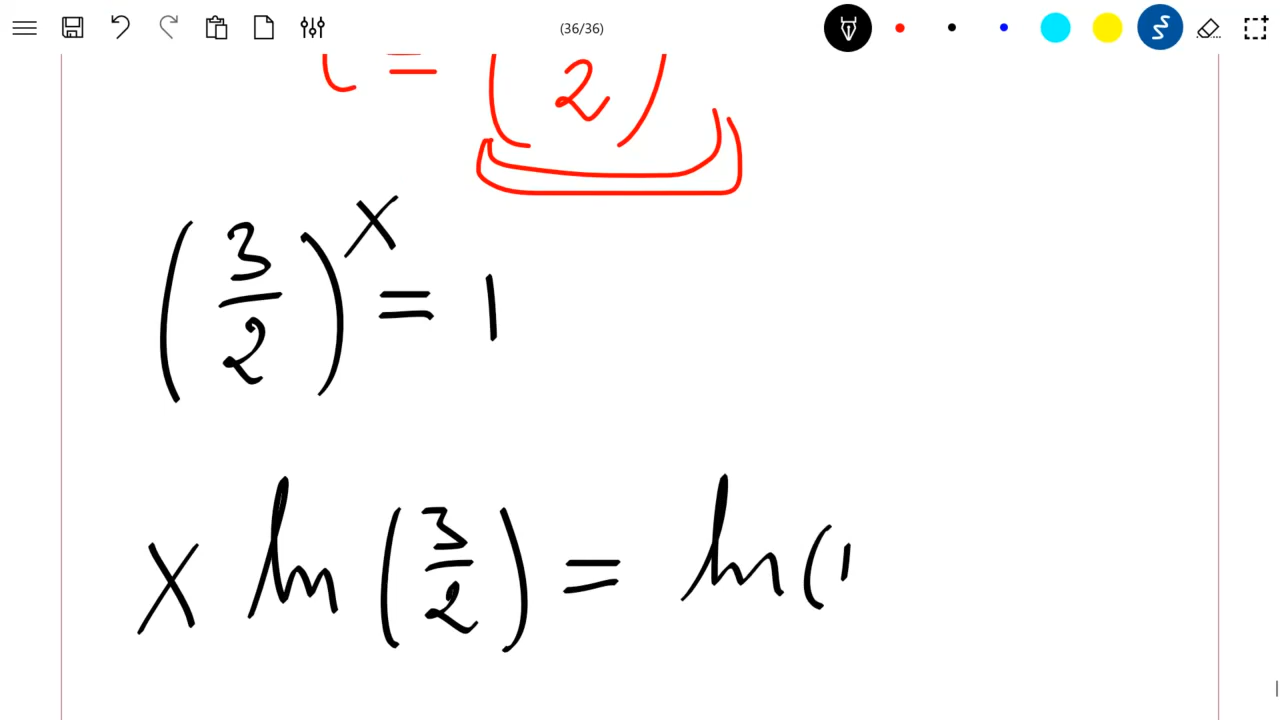 (36/36)
= (2)
(3/2)^x = 1
x ln(3/2) = ln(1